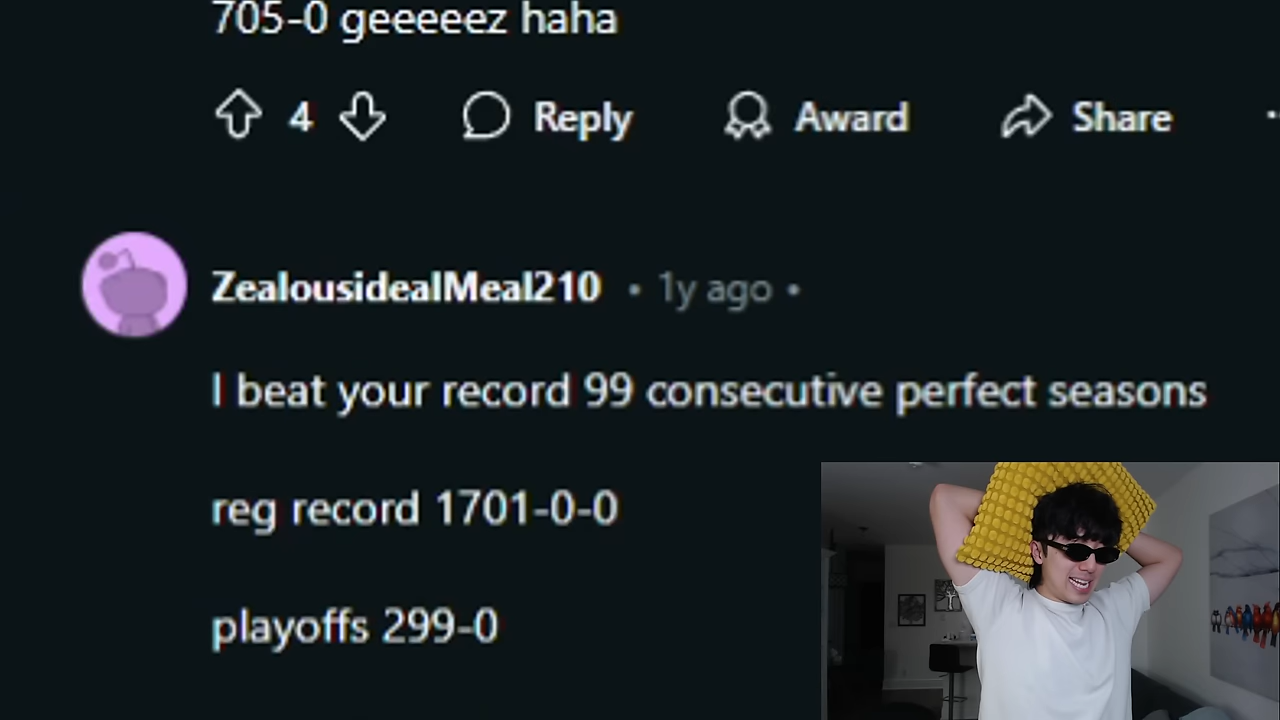 705-0 geeeeez haha
4 Reply Award Share
ZealousidealMeal210 • 1y ago •
I beat your record 99 consecutive perfect seasons
reg record 1701-0-0
playoffs 299-0